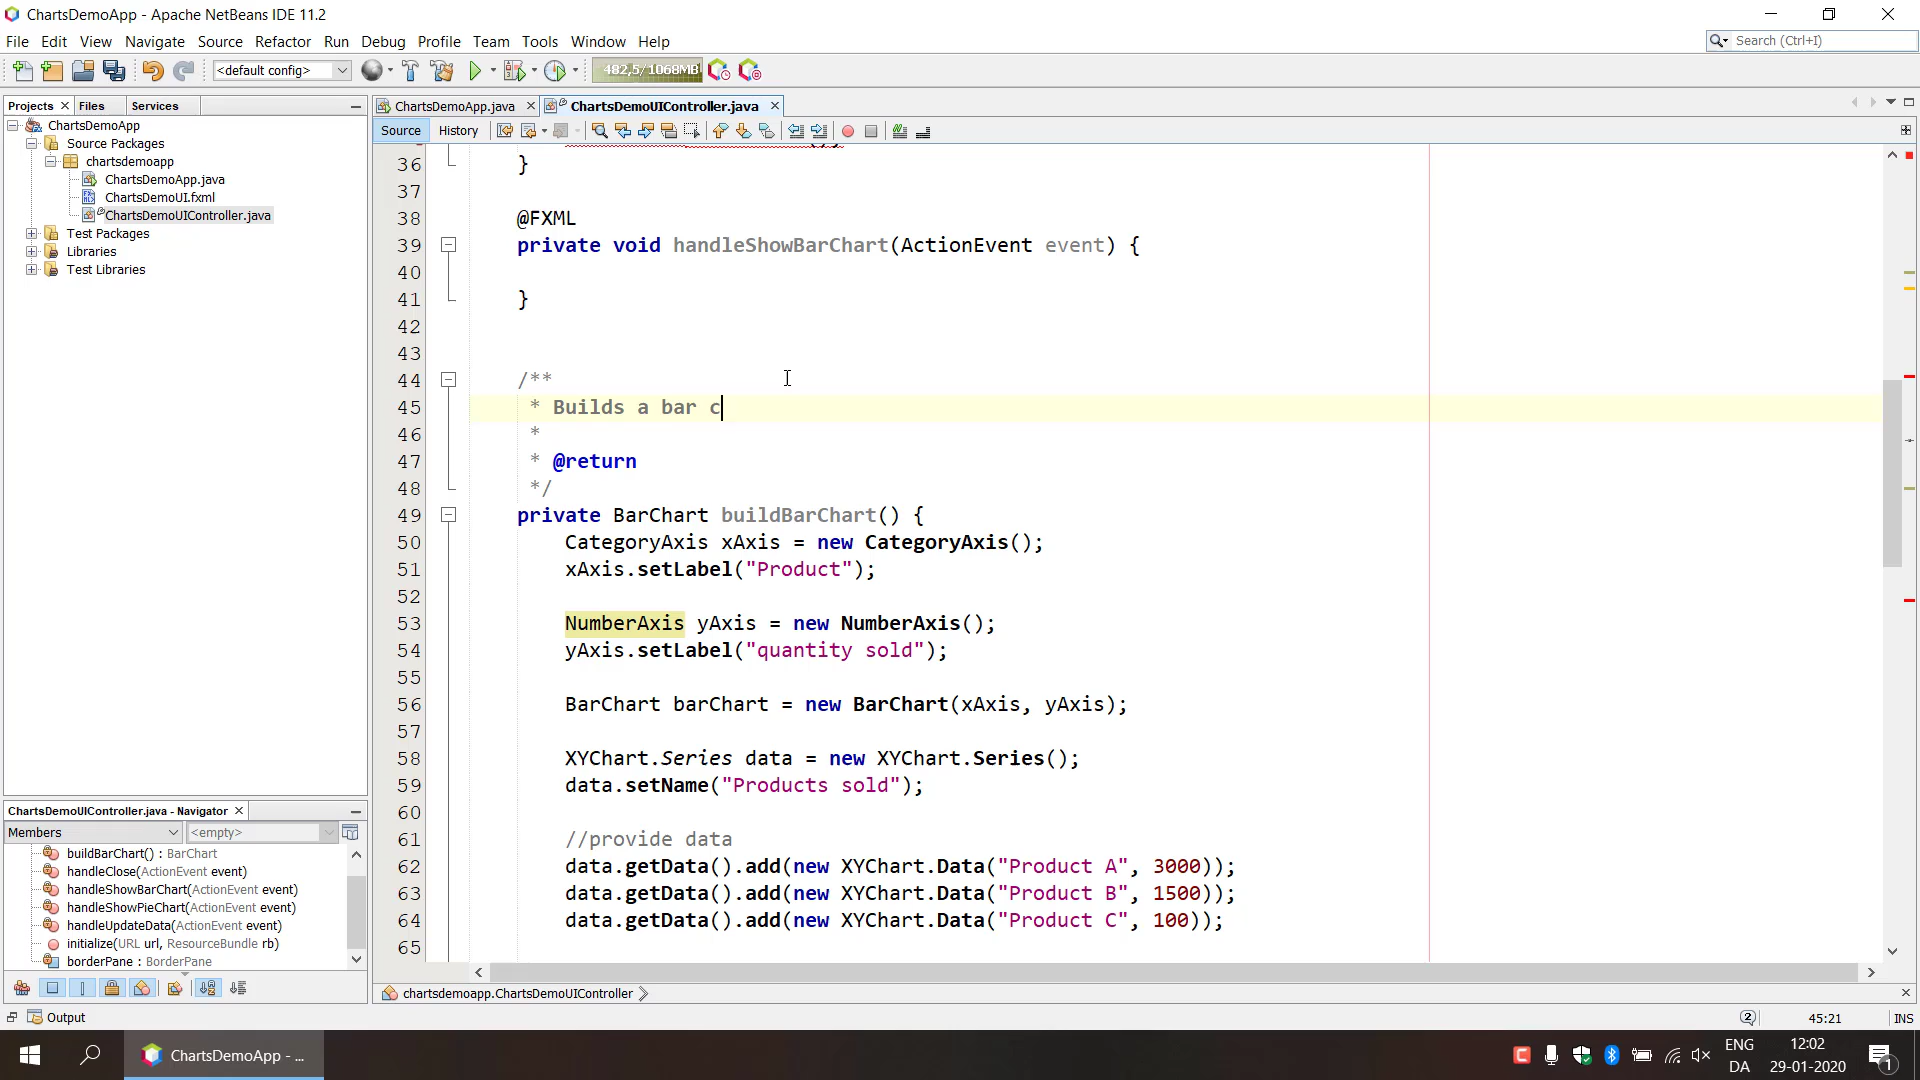 ChartsDemoApp - Apache NetBeans IDE 11.2
File Edit View Navigate Source Refactor Run Debug Profile Team Tools Window Help
Search (Ctrl+I)
<default config>
482,5/1068MB
Projects Files Services
ChartsDemoApp.java ChartsDemoUIController.java
Source History
ChartsDemoApp
Source Packages
chartsdemoapp
ChartsDemoApp.java
ChartsDemoUI.fxml
ChartsDemoUIController.java
Test Packages
Libraries
Test Libraries
36 }
37
38 @FXML
39 private void handleShowBarChart(ActionEvent event) {
40
41 }
42
43
44 /**
45 * Builds a bar c
46 *
47 * @return
48 */
49 private BarChart buildBarChart() {
50 CategoryAxis xAxis = new CategoryAxis();
51 xAxis.setLabel("Product");
52
53 NumberAxis yAxis = new NumberAxis();
54 yAxis.setLabel("quantity sold");
55
56 BarChart barChart = new BarChart(xAxis, yAxis);
57
58 XYChart.Series data = new XYChart.Series();
59 data.setName("Products sold");
60
61 //provide data
62 data.getData().add(new XYChart.Data("Product A", 3000));
63 data.getData().add(new XYChart.Data("Product B", 1500));
64 data.getData().add(new XYChart.Data("Product C", 100));
65
ChartsDemoUIController.java - Navigator
Members <empty>
buildBarChart() : BarChart
handleClose(ActionEvent event)
handleShowBarChart(ActionEvent event)
handleShowPieChart(ActionEvent event)
handleUpdateData(ActionEvent event)
initialize(URL url, ResourceBundle rb)
borderPane : BorderPane
chartsdemoapp.ChartsDemoUIController
Output
2
45:21
INS
ChartsDemoApp - ...
ENG
DA
12:02
29-01-2020
1